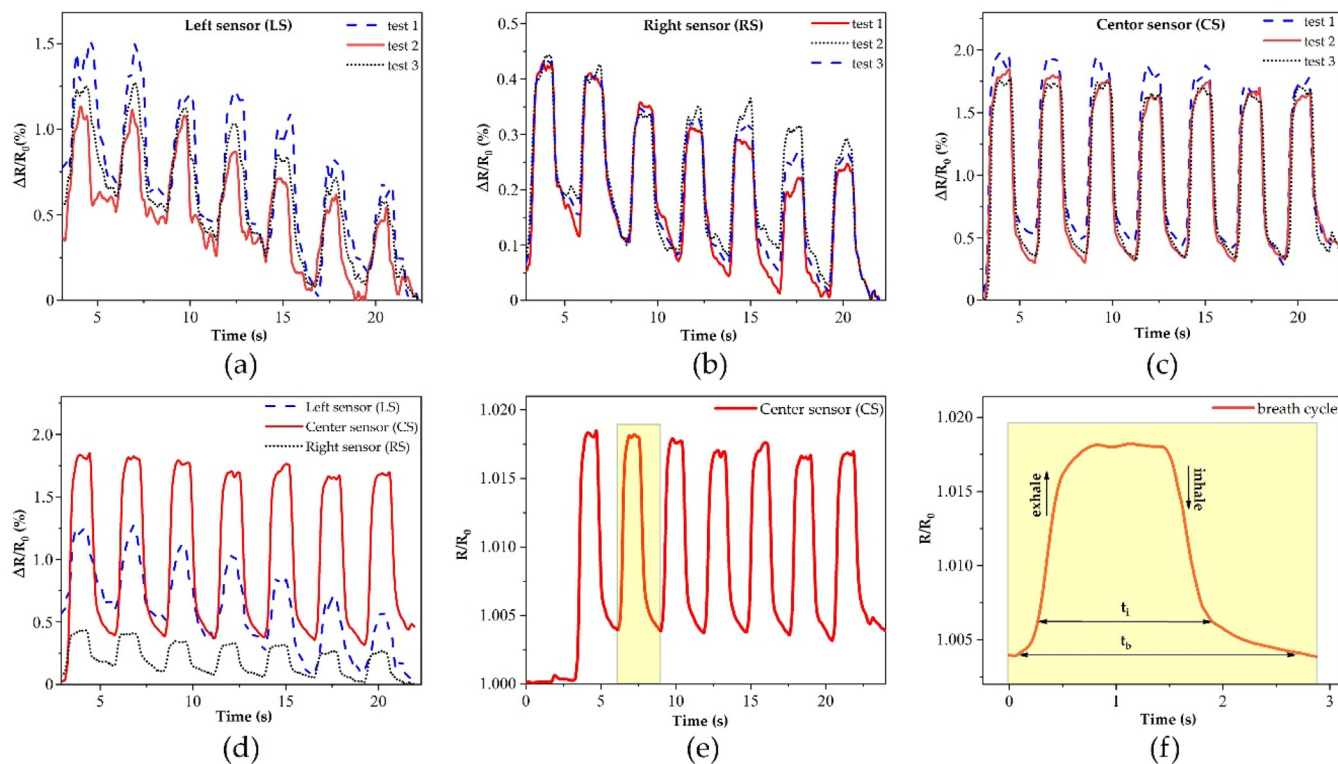 Left sensor (LS)
test 1
test 2
test 3
1.5
1.0
0.5
0
ΔR/R0(%)
5
10
15
20
Time (s)
(a)
Right sensor (RS)
test 1
test 2
test 3
0.5
0.4
0.3
0.2
0.1
0
ΔR/R0 (%)
5
10
15
20
Time (s)
(b)
Centor sensor (CS)
test 1
test 2
test 3
2.0
1.5
1.0
0.5
0
ΔR/R0 (%)
5
10
15
20
Time (s)
(c)
Left sensor (LS)
Center sensor (CS)
Right sensor (RS)
2.0
1.5
1.0
0.5
0
ΔR/R0 (%)
5
10
15
20
Time (s)
(d)
Center sensor (CS)
1.020
1.015
1.010
1.005
1.000
R/R0
0
5
10
15
20
Time (s)
(e)
breath cycle
1.020
1.015
1.010
1.005
R/R0
exhale
inhale
ti
tb
0
1
2
3
Time (s)
(f)